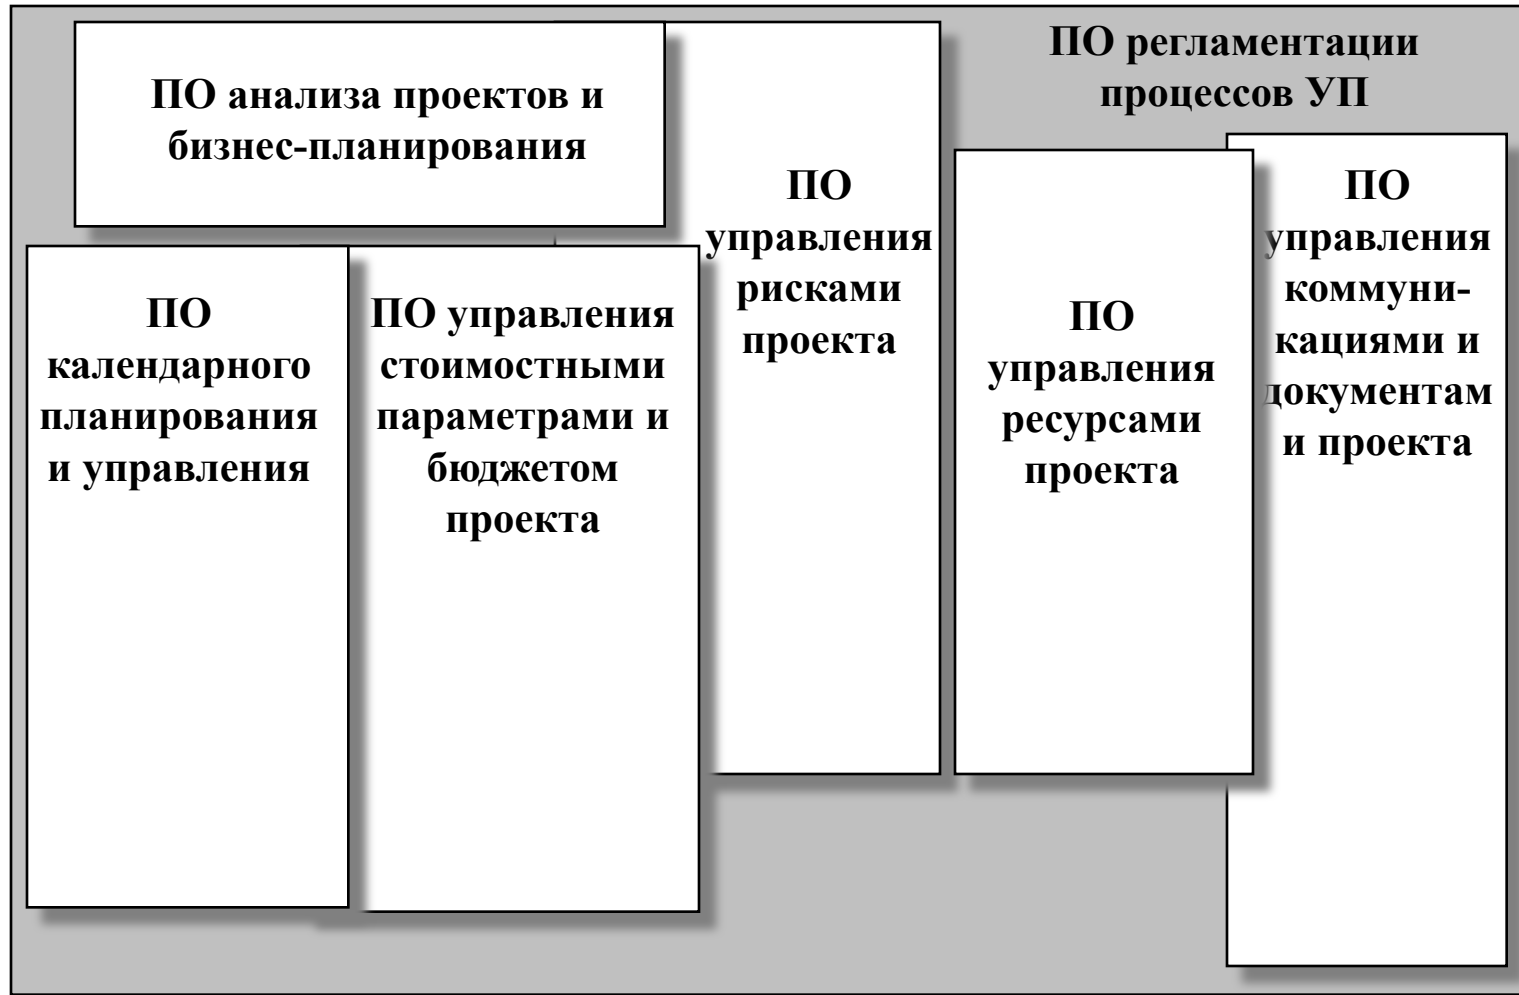 ПО анализа проектов и
бизнес-планирования
ПО регламентации
процессов УП
ПО
календарного
планирования
и управления
ПО управления
стоимостными
параметрами и
бюджетом
проекта
ПО
управления
рисками
проекта
ПО
управления
ресурсами
проекта
ПО
управления
коммуни-
кациями и
документам
и проекта